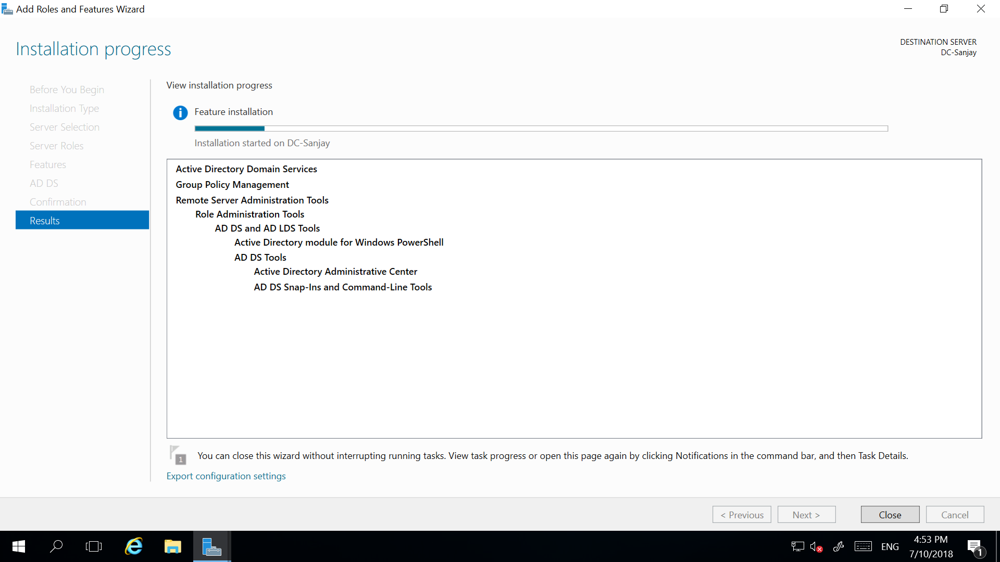 Add Roles and Features Wizard
Installation progress
DESTINATION SERVER
DC-Sanjay
Before You Begin
Installation Type
Server Selection
Server Roles
Features
AD DS
Confirmation
Results
View installation progress
Feature installation
Installation started on DC-Sanjay
Active Directory Domain Services
Group Policy Management
Remote Server Administration Tools
Role Administration Tools
AD DS and AD LDS Tools
Active Directory module for Windows PowerShell
AD DS Tools
Active Directory Administrative Center
AD DS Snap-Ins and Command-Line Tools
1
You can close this wizard without interrupting running tasks. View task progress or open this page again by clicking Notifications in the command bar, and then Task Details.
Export configuration settings
< Previous
Next >
Close
Cancel
ENG
4:53 PM
7/10/2018
1